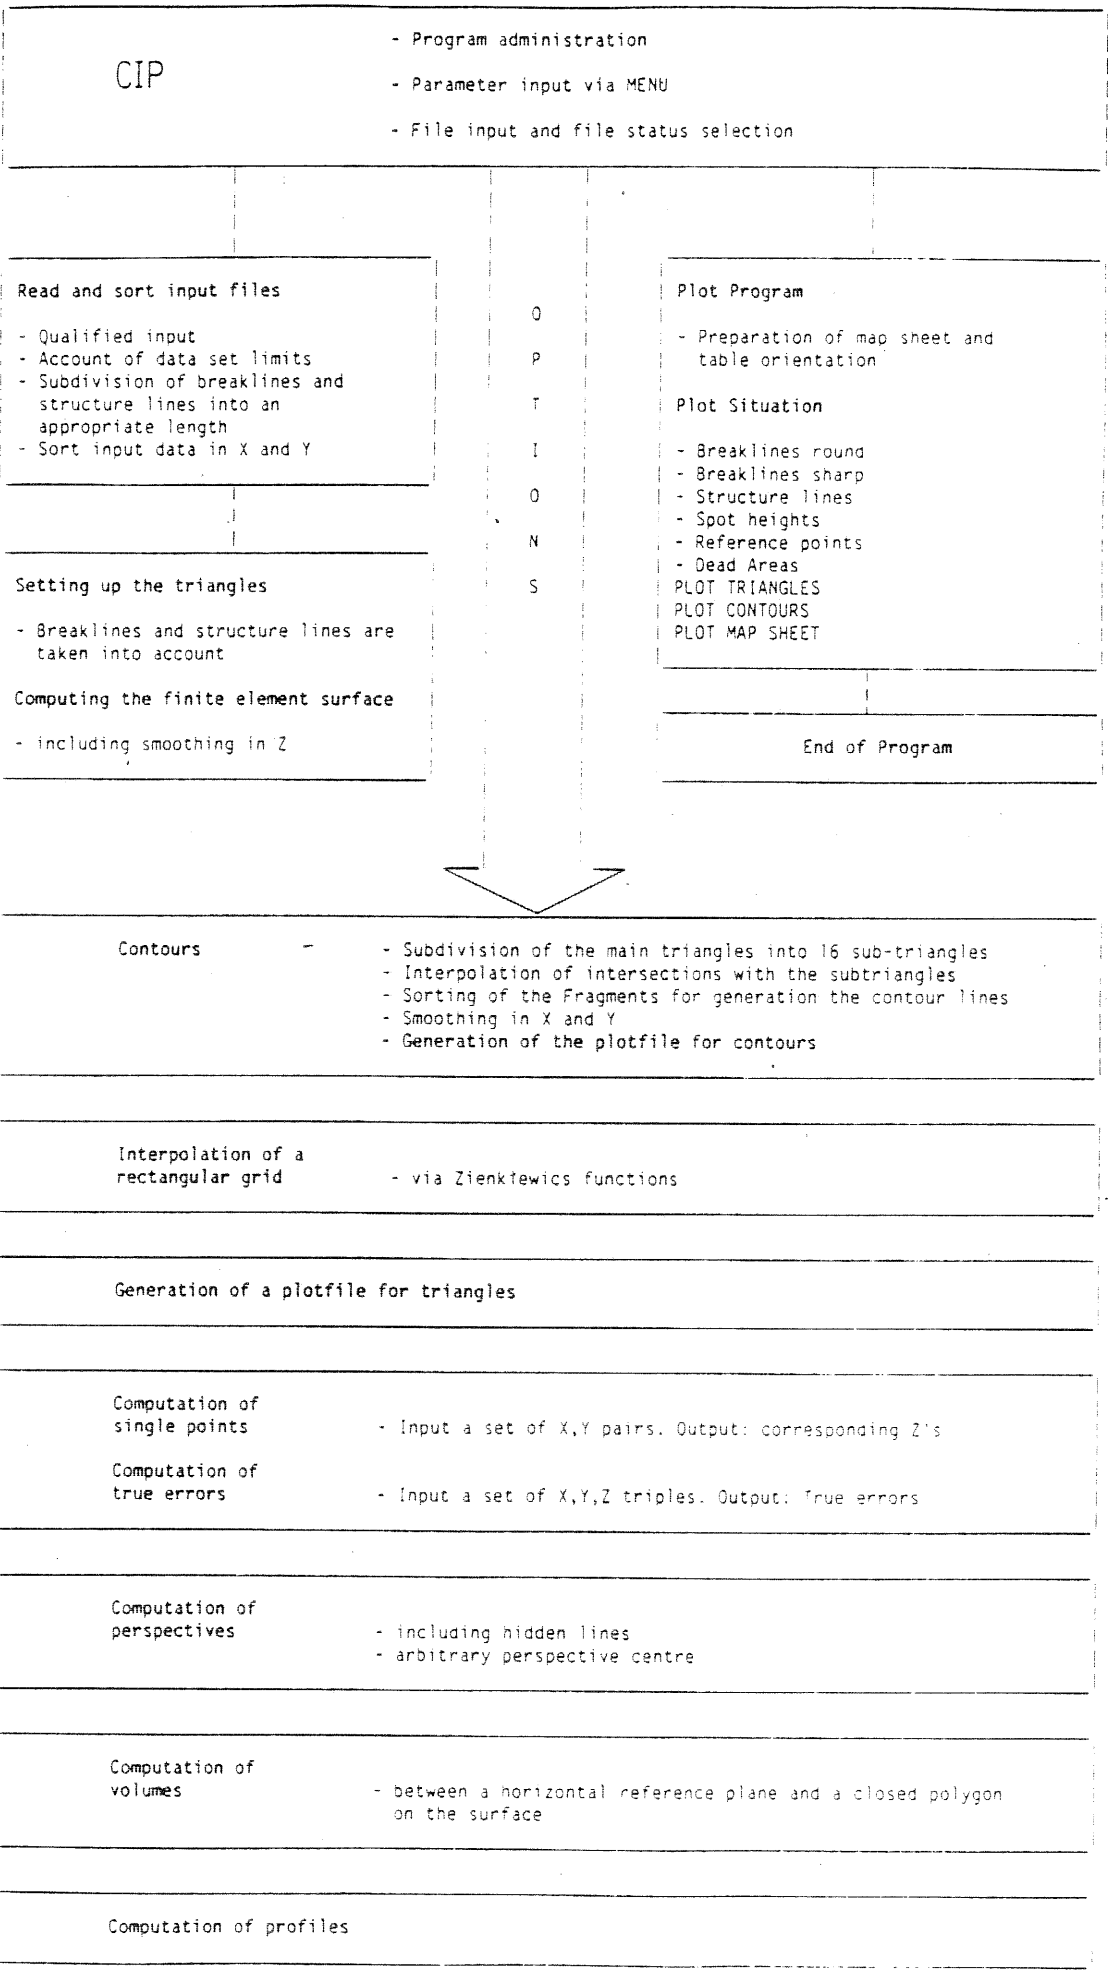 CIP
- Program administration
- Parameter input via MENU
- File input and file status selection
Read and sort input files
- Qualified input
- Account of data set limits
- Subdivision of breaklines and
structure lines into an
appropriate length
- Sort input data in X and Y
Setting up the triangles
- Breaklines and structure lines are
taken into account
Computing the finite element surface
- including smoothing in Z
O
P
T
I
O
N
S
Plot Program
- Preparation of map sheet and
table orientation
Plot Situation
- Breaklines round
- Breaklines sharp
- Structure lines
- Spot heights
- Reference points
- Dead Areas
PLOT TRIANGLES
PLOT CONTOURS
PLOT MAP SHEET
End of Program
Contours - - Subdivision of the main triangles into 16 sub-triangles
- Interpolation of intersections with the subtriangles
- Sorting of the Fragments for generation the contour lines
- Smoothing in X and Y
- Generation of the plotfile for contours
Interpolation of a
rectangular grid - via Zienkiewics functions
Generation of a plotfile for triangles
Computation of
single points - Input a set of X,Y pairs. Output: corresponding Z's
Computation of
true errors - Input a set of X,Y,Z triples. Output: True errors
Computation of
perspectives - including hidden lines
- arbitrary perspective centre
Computation of
volumes - between a horizontal reference plane and a closed polygon
on the surface
Computation of profiles